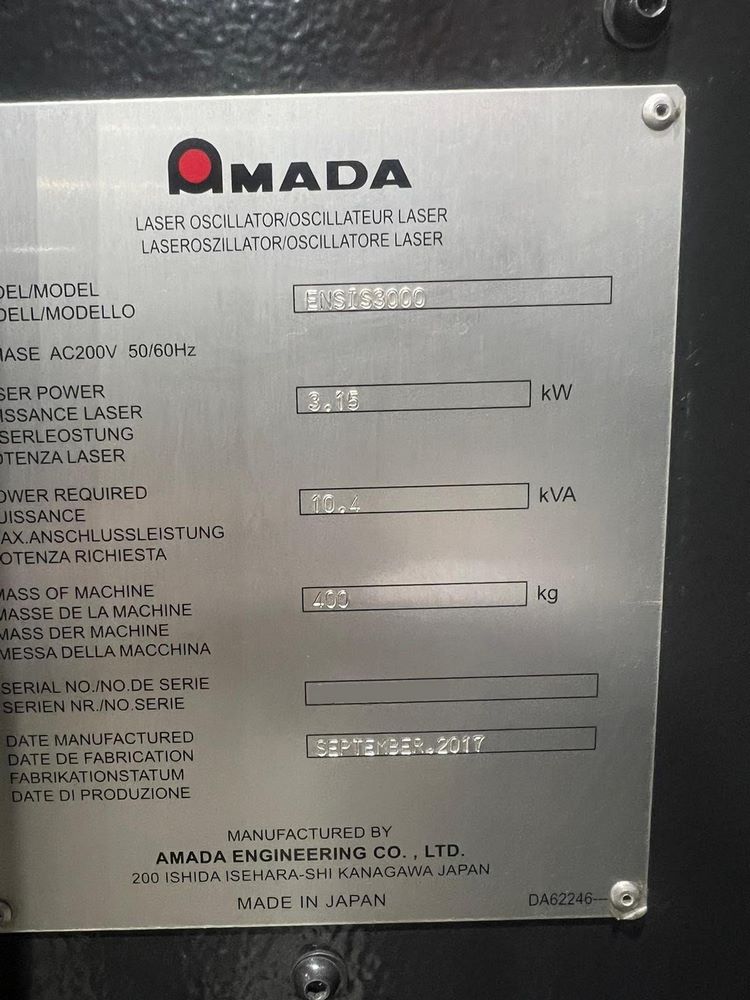 AMADA
LASER OSCILLATOR/OSCILLATEUR LASER
LASEROSZILLATOR/OSCILLATORE LASER
DEL/MODEL ENSIS3000
DELL/MODELLO
HASE AC200V 50/60Hz
SER POWER 3.15 kW
ISSANCE LASER
SERLEOSTUNG
OTENZA LASER
OWER REQUIRED 10.4 kVA
UISSANCE
AX.ANSCHLUSSLEISTUNG
OTENZA RICHIESTA
MASS OF MACHINE 400 kg
MASSE DE LA MACHINE
MASS DER MACHINE
MESSA DELLA MACCHINA
SERIAL NO./NO.DE SERIE
SERIEN NR./NO.SERIE
DATE MANUFACTURED SEPTEMBER.2017
DATE DE FABRICATION
FABRIKATIONSTATUM
DATE DI PRODUZIONE
MANUFACTURED BY
AMADA ENGINEERING CO. , LTD.
200 ISHIDA ISEHARA-SHI KANAGAWA JAPAN
MADE IN JAPAN
DA62246---